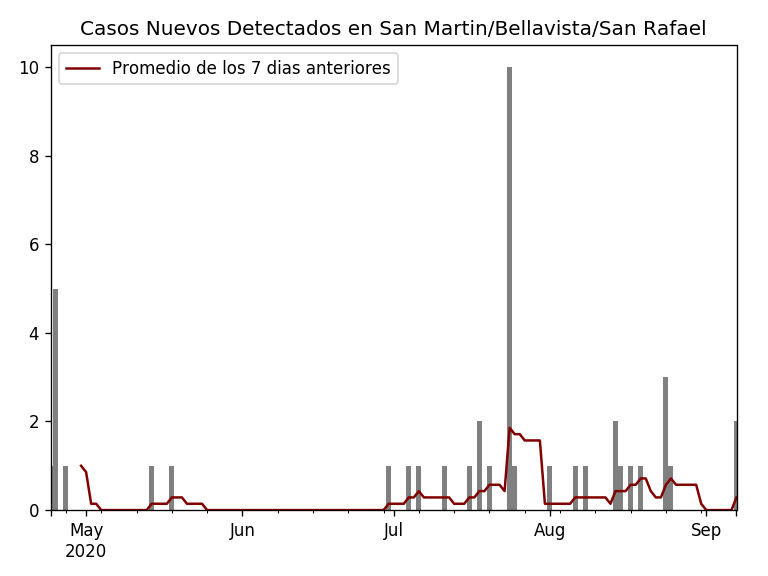 Casos Nuevos Detectados en San Martin/Bellavista/San Rafael
Promedio de los 7 dias anteriores
10
8
6
4
2
0
May Jun Jul Aug Sep
2020